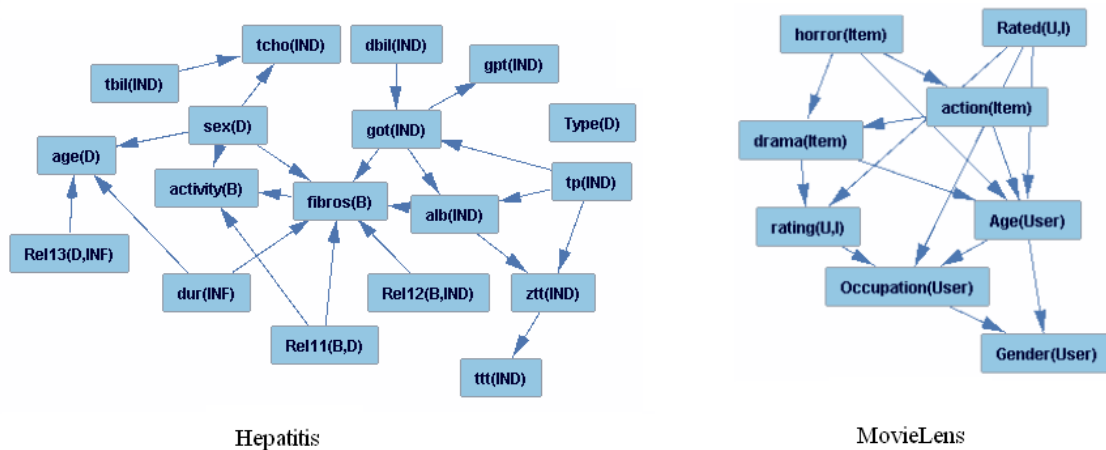 tcho(IND)
dbil(IND)
gpt(IND)
tbil(IND)
sex(D)
got(IND)
Type(D)
age(D)
activity(B)
fibros(B)
alb(IND)
tp(IND)
Rel13(D,INF)
dur(INF)
Rel12(B,IND)
ztt(IND)
Rel11(B,D)
ttt(IND)
Hepatitis
horror(Item)
Rated(U,I)
action(Item)
drama(Item)
rating(U,I)
Age(User)
Occupation(User)
Gender(User)
MovieLens